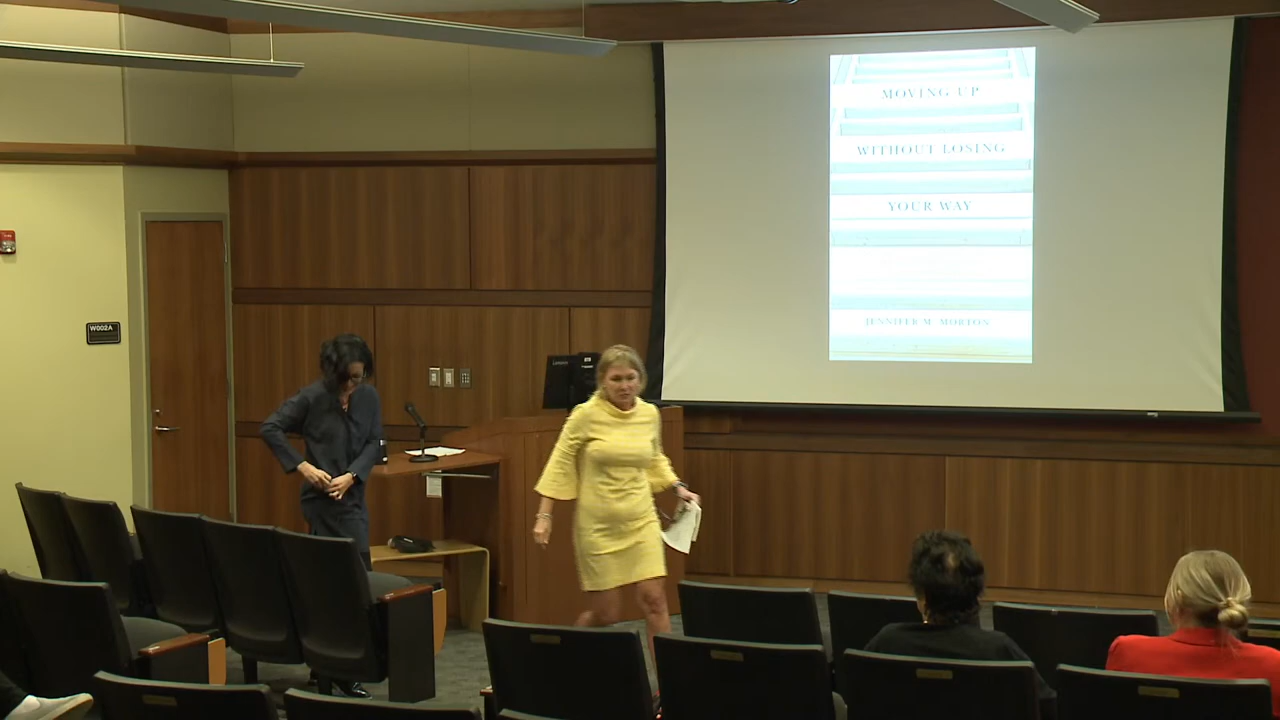 MOVING UP
WITHOUT LOSING
YOUR WAY
JENNIFER M. MORTON
W002A